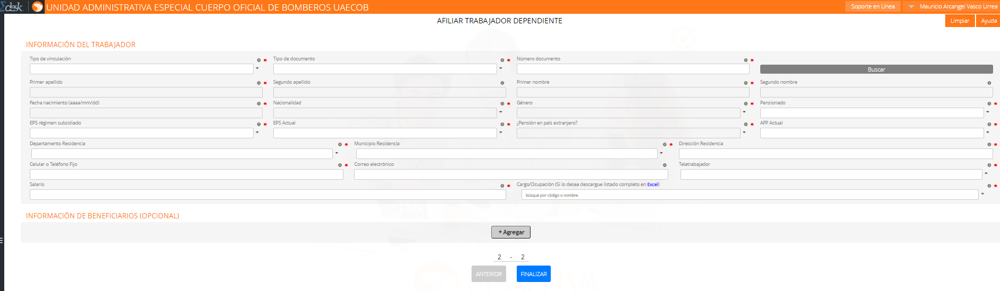 Σdesk UNIDAD ADMINISTRATIVA ESPECIAL CUERPO OFICIAL DE BOMBEROS UAECOB Soporte en Línea Mauricio Arcangel Vasco Urrea
AFILIAR TRABAJADOR DEPENDIENTE Limpiar Ayuda
INFORMACIÓN DEL TRABAJADOR
Tipo de vinculación Tipo de documento Número documento
Buscar
Primer apellido Segundo apellido Primer nombre Segundo nombre
Fecha nacimiento (aaaa/mm/dd) Nacionalidad Género Pensionado
EPS régimen subsidiado EPS Actual ¿Pensión en país extranjero? AFP Actual
Departamento Residencia Municipio Residencia Dirección Residencia
Celular o Teléfono Fijo Correo electrónico Teletrabajador
Salario Cargo/Ocupación (Si lo desea descargue listado completo en Excel)
búsque por código o nombre.
INFORMACIÓN DE BENEFICIARIOS (OPCIONAL)
+ Agregar
2 - 2
ANTERIOR FINALIZAR
POSITIVA